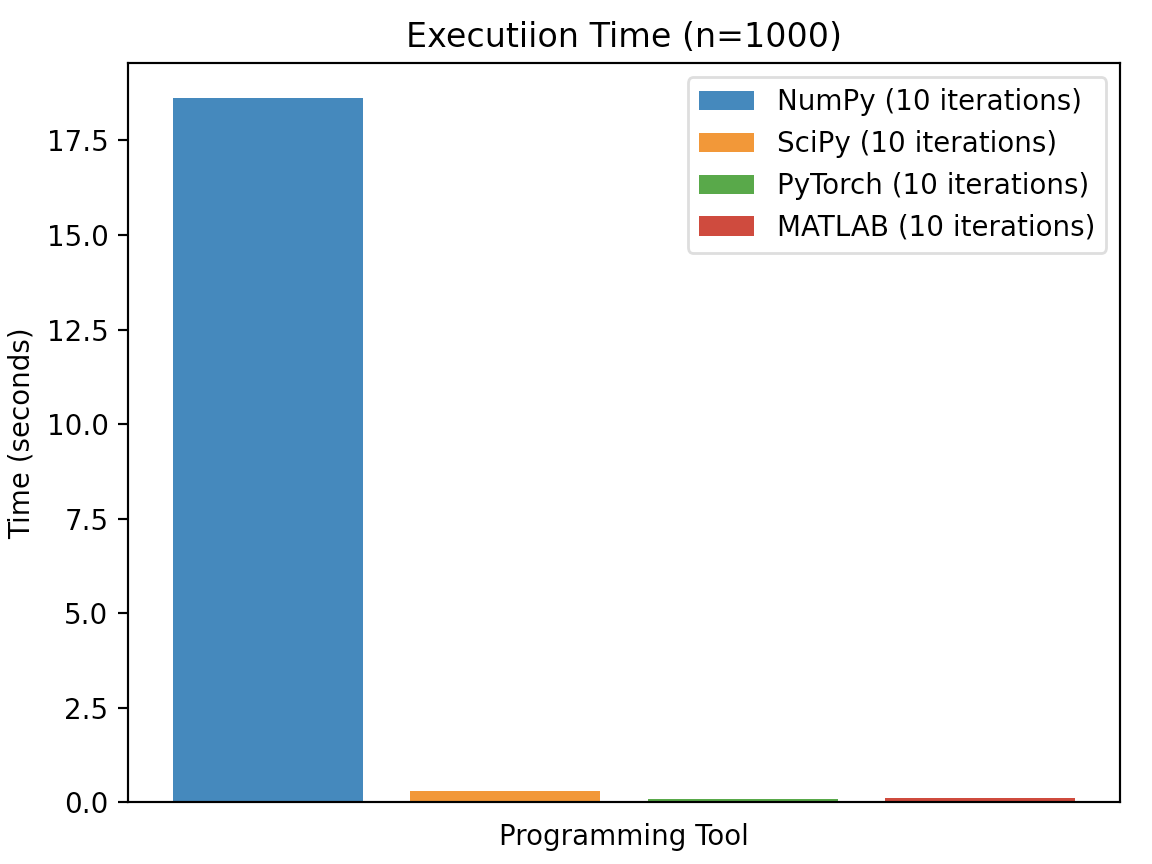 Executiion Time (n=1000)
NumPy (10 iterations)
SciPy (10 iterations)
PyTorch (10 iterations)
MATLAB (10 iterations)
Time (seconds)
17.5
15.0
12.5
10.0
7.5
5.0
2.5
0.0
Programming Tool